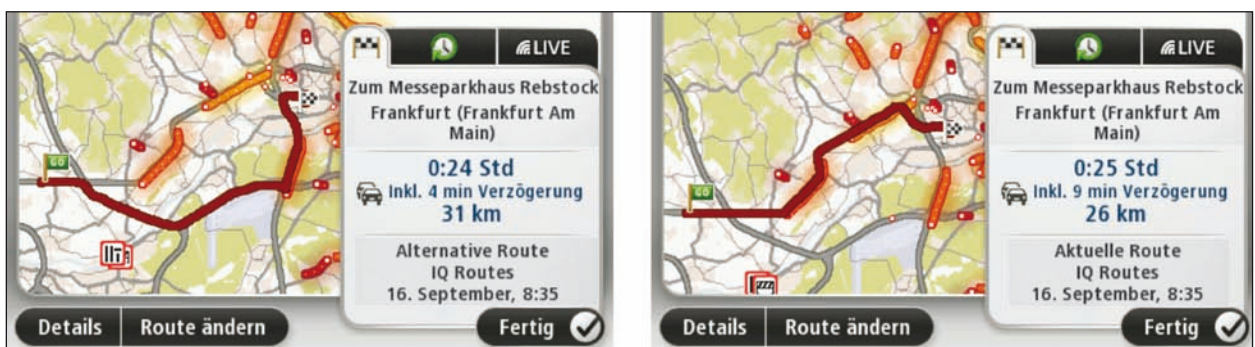 LIVE
Zum Messeparkhaus Rebstock
Frankfurt (Frankfurt Am
Main)
GO
0:24 Std
Inkl. 4 min Verzögerung
31 km
Alternative Route
IQ Routes
16. September, 8:35
Details
Route ändern
Fertig
LIVE
Zum Messeparkhaus Rebstock
Frankfurt (Frankfurt Am
Main)
GO
0:25 Std
Inkl. 9 min Verzögerung
26 km
Aktuelle Route
IQ Routes
16. September, 8:35
Details
Route ändern
Fertig